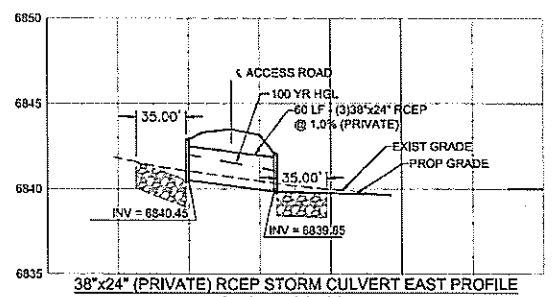 6850
6845
6840
6835
ACCESS ROAD
100 YR HGL
60 LF - (3)38"x24" RCEP
@ 1.0% (PRIVATE)
35.00'
EXIST GRADE
PROP GRADE
35.00'
INV = 6840.45
INV = 6839.85
38"x24" (PRIVATE) RCEP STORM CULVERT EAST PROFILE